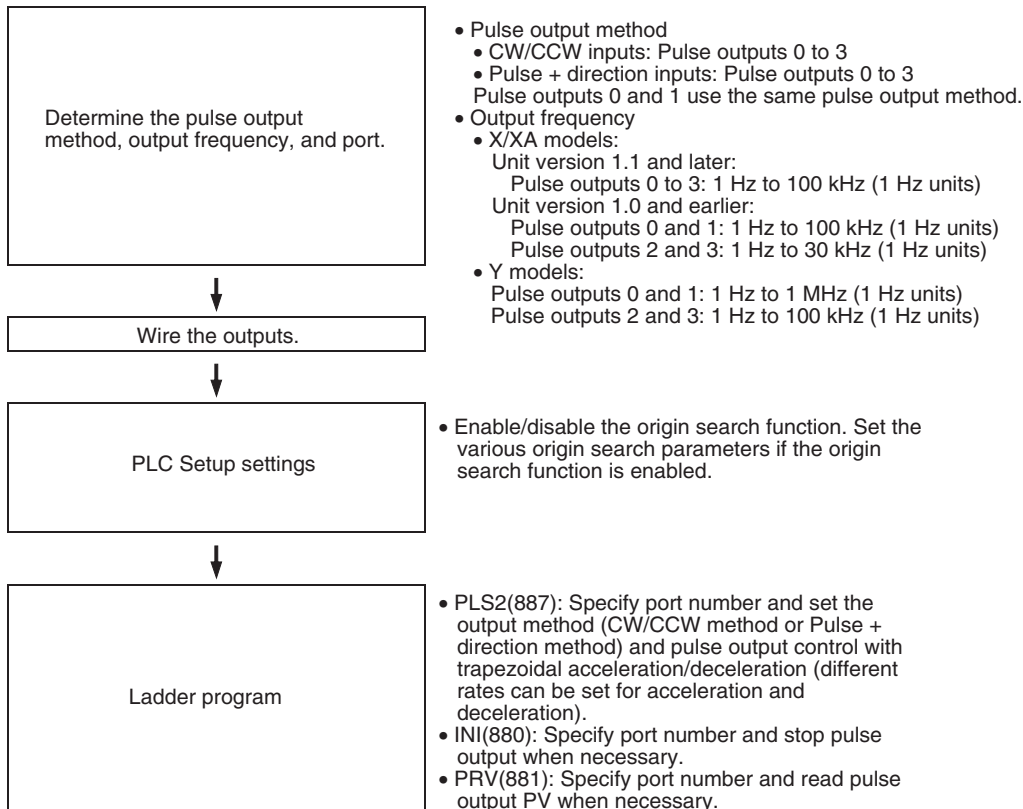 Determine the pulse output
method, output frequency, and port.
• Pulse output method
• CW/CCW inputs: Pulse outputs 0 to 3
• Pulse + direction inputs: Pulse outputs 0 to 3
Pulse outputs 0 and 1 use the same pulse output method.
• Output frequency
• X/XA models:
Unit version 1.1 and later:
Pulse outputs 0 to 3: 1 Hz to 100 kHz (1 Hz units)
Unit version 1.0 and earlier:
Pulse outputs 0 and 1: 1 Hz to 100 kHz (1 Hz units)
Pulse outputs 2 and 3: 1 Hz to 30 kHz (1 Hz units)
• Y models:
Pulse outputs 0 and 1: 1 Hz to 1 MHz (1 Hz units)
Pulse outputs 2 and 3: 1 Hz to 100 kHz (1 Hz units)
Wire the outputs.
PLC Setup settings
• Enable/disable the origin search function. Set the
various origin search parameters if the origin
search function is enabled.
Ladder program
• PLS2(887): Specify port number and set the
output method (CW/CCW method or Pulse +
direction method) and pulse output control with
trapezoidal acceleration/deceleration (different
rates can be set for acceleration and
deceleration).
• INI(880): Specify port number and stop pulse
output when necessary.
• PRV(881): Specify port number and read pulse
output PV when necessary.